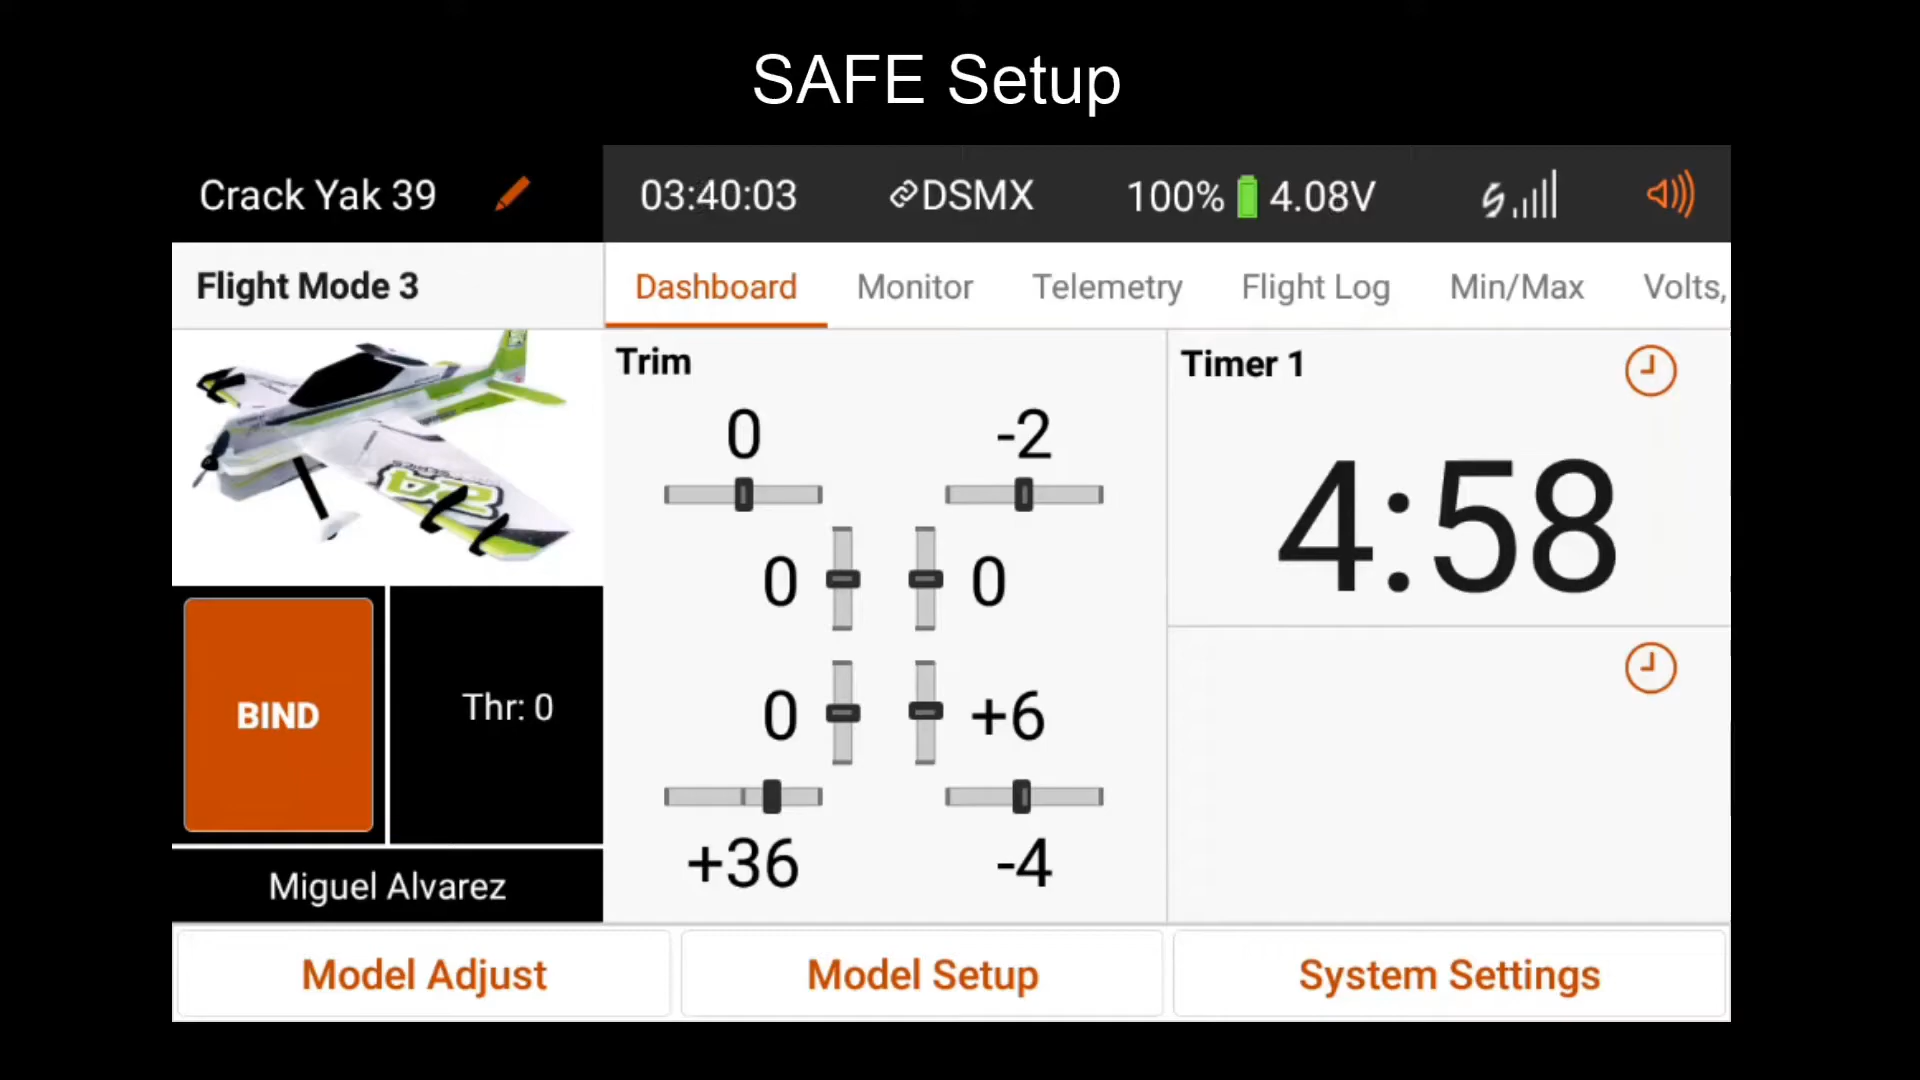 SAFE Setup
Crack Yak 39
03:40:03
DSMX
100%
4.08V
Flight Mode 3
Dashboard
Monitor
Telemetry
Flight Log
Min/Max
Volts,
Trim
0
-2
0
0
0
+6
+36
-4
Timer 1
4:58
BIND
Thr: 0
Miguel Alvarez
Model Adjust
Model Setup
System Settings